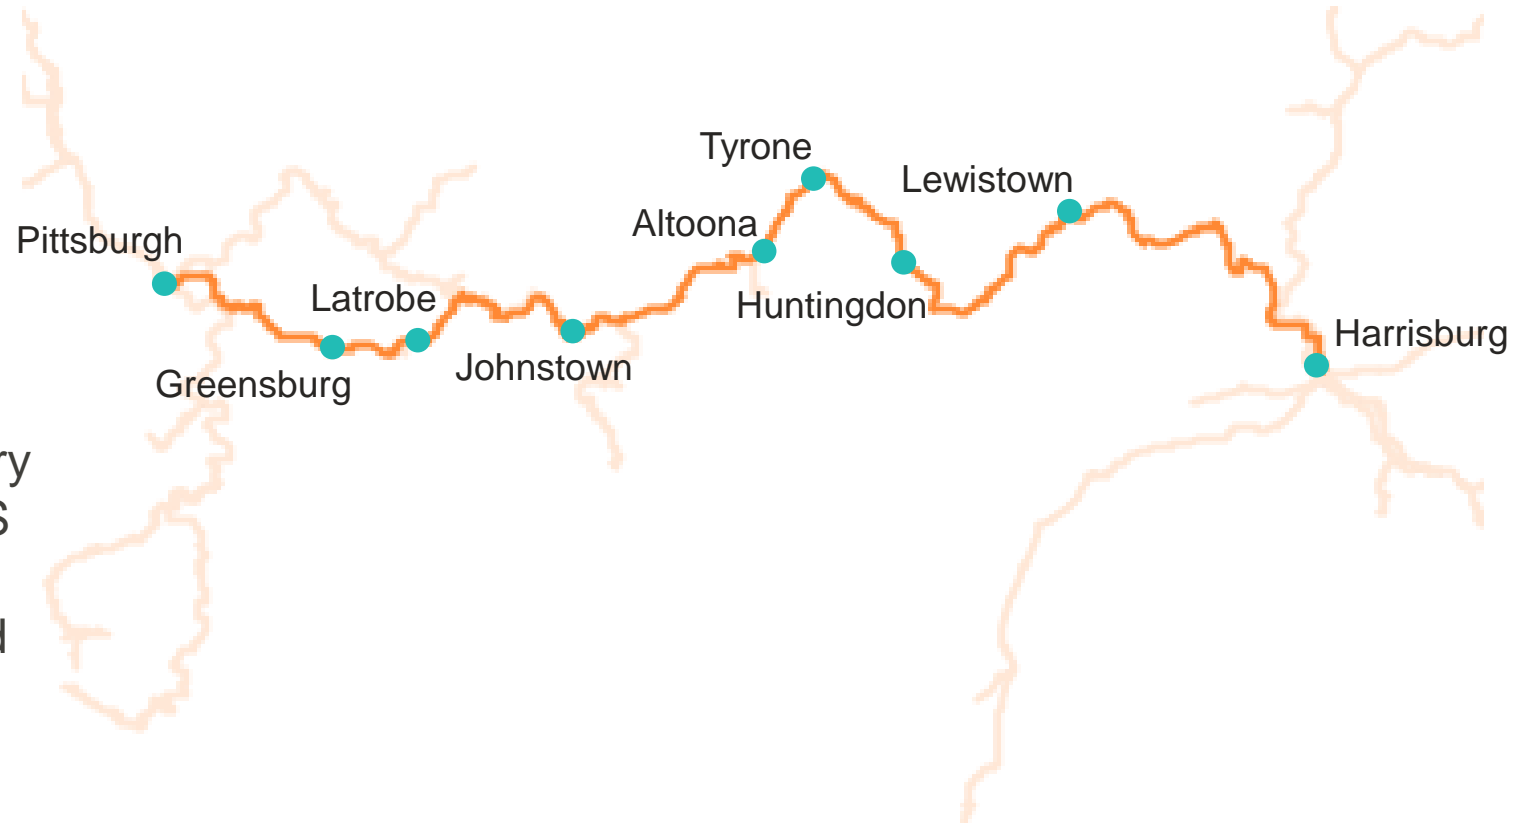 Tyrone
Lewistown
Altoona
Pittsburgh
Latrobe
Huntingdon
Harrisburg
Johnstown
Greensburg